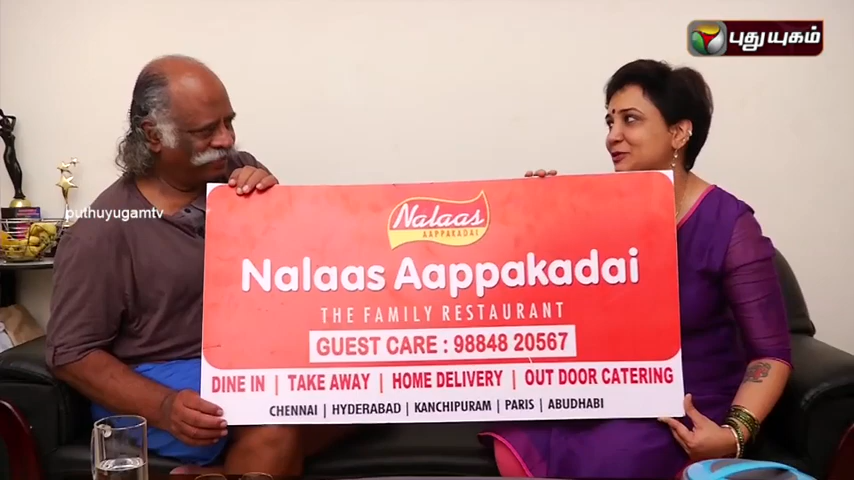 புதுயுகம்
puthuyugamtv
Nalaas
AAPPAKADAI
Nalaas Aappakadai
THE FAMILY RESTAURANT
GUEST CARE : 98848 20567
DINE IN | TAKE AWAY | HOME DELIVERY | OUT DOOR CATERING
CHENNAI | HYDERABAD | KANCHIPURAM | PARIS | ABUDHABI